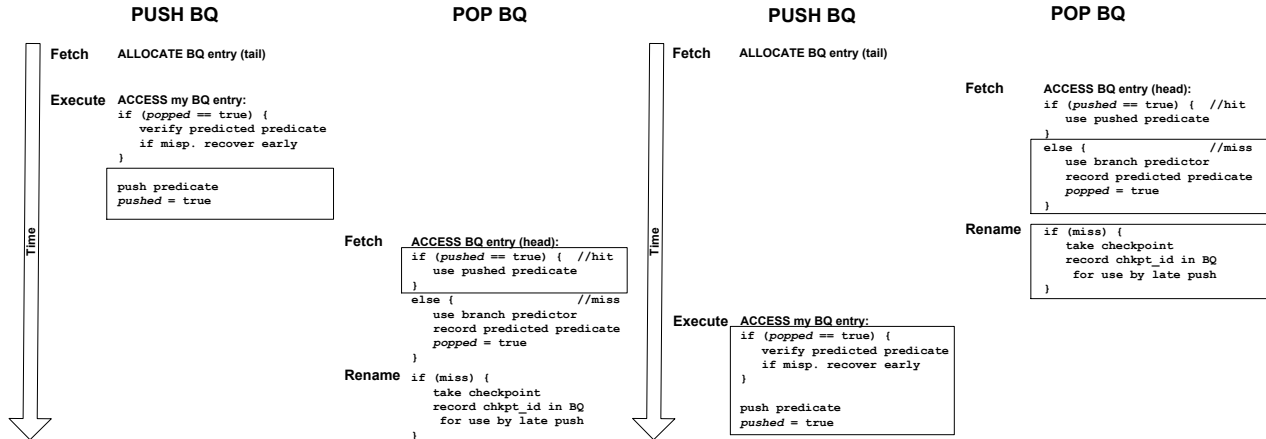 PUSH BQ
POP BQ
Time
Fetch
ALLOCATE BQ entry (tail)
Execute
ACCESS my BQ entry:
if (popped == true) {
verify predicted predicate
if misp. recover early
}
push predicate
pushed = true
Fetch
ACCESS BQ entry (head):
if (pushed == true) { //hit
use pushed predicate
}
else { //miss
use branch predictor
record predicted predicate
popped = true
}
Rename
if (miss) {
take checkpoint
record chkpt_id in BQ
for use by late push
}
PUSH BQ
POP BQ
Time
Fetch
ALLOCATE BQ entry (tail)
Fetch
ACCESS BQ entry (head):
if (pushed == true) { //hit
use pushed predicate
}
else { //miss
use branch predictor
record predicted predicate
popped = true
}
Rename
if (miss) {
take checkpoint
record chkpt_id in BQ
for use by late push
}
Execute
ACCESS my BQ entry:
if (popped == true) {
verify predicted predicate
if misp. recover early
}
push predicate
pushed = true